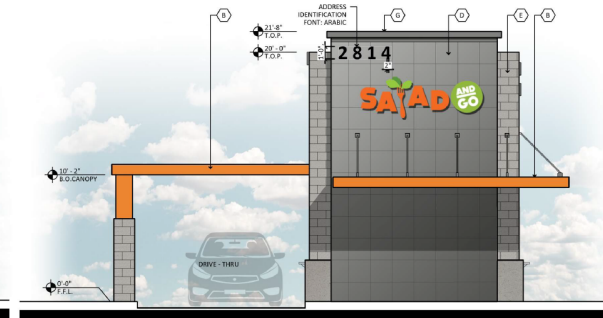 B
ADDRESS
IDENTIFICATION
FONT: ARABIC
G
D
E
B
21'-8"
T.O.P.
20' - 0"
T.O.P.
1'-0"
2814
2"
SALAD AND GO
10' - 2"
B.O.CANOPY
DRIVE - THRU
0'-0"
F.F.L.